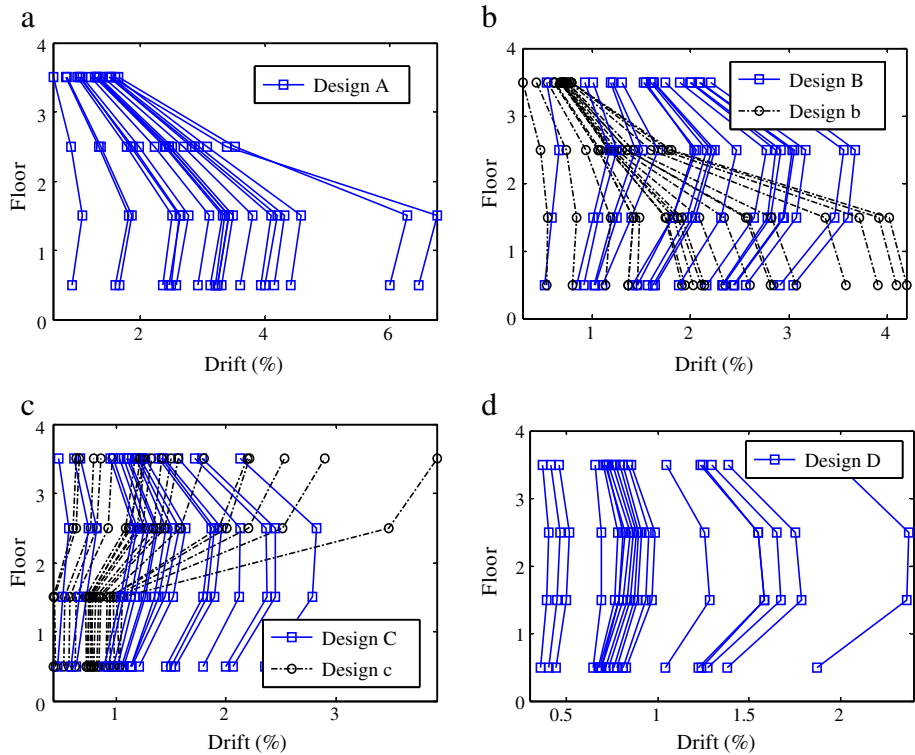 a
4
3
2
1
0
Floor
2
4
6
Drift (%)
Design A
b
4
3
2
1
0
Floor
1
2
3
4
Drift (%)
Design B
Design b
c
4
3
2
1
0
Floor
1
2
3
Drift (%)
Design C
Design c
d
4
3
2
1
0
Floor
0.5
1
1.5
2
Drift (%)
Design D